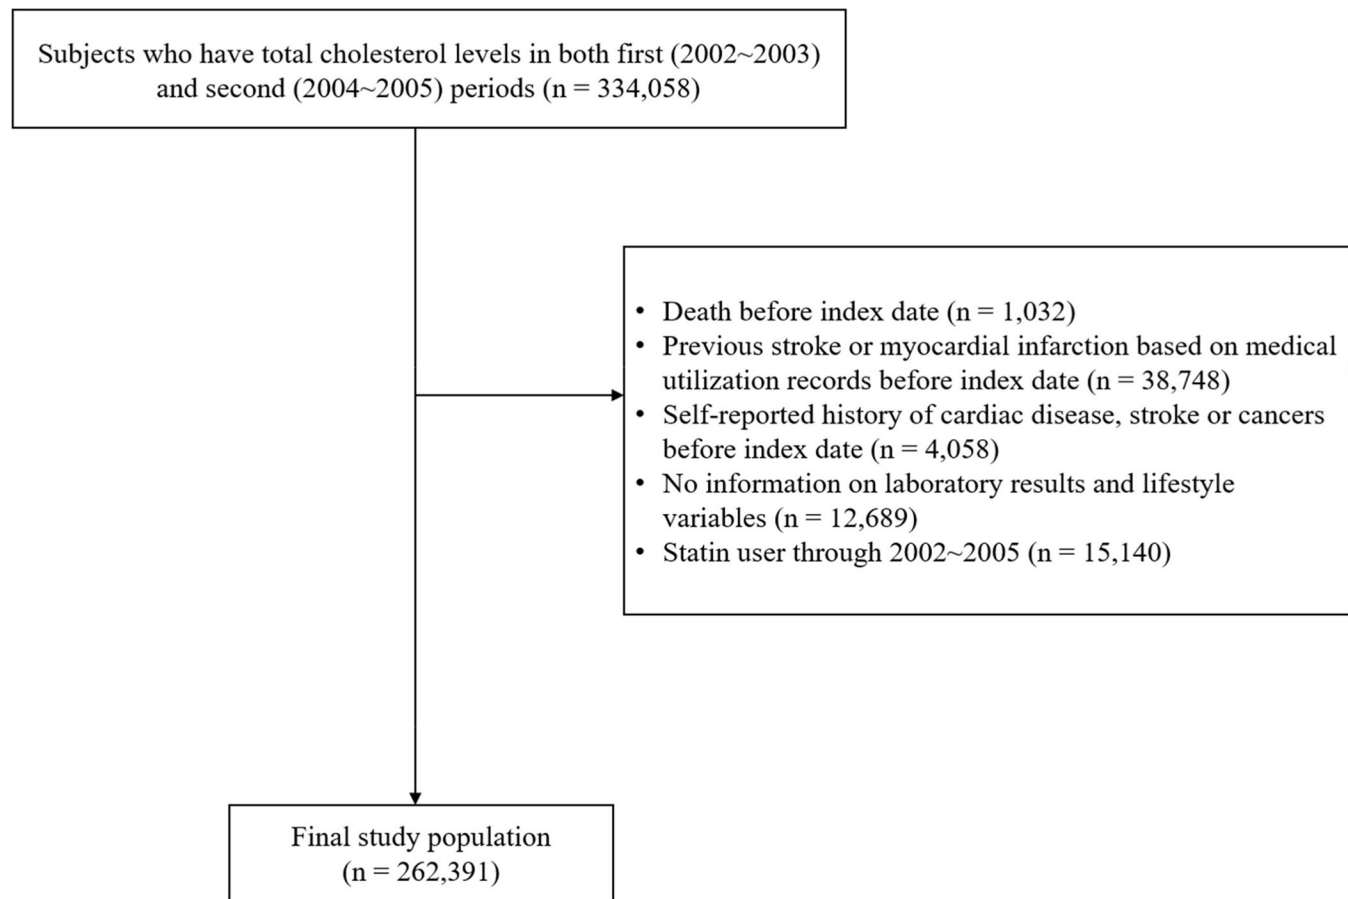 Subjects who have total cholesterol levels in both first (2002~2003)
and second (2004~2005) periods (n = 334,058)
• Death before index date (n = 1,032)
• Previous stroke or myocardial infarction based on medical
utilization records before index date (n = 38,748)
• Self-reported history of cardiac disease, stroke or cancers
before index date (n = 4,058)
• No information on laboratory results and lifestyle
variables (n = 12,689)
• Statin user through 2002~2005 (n = 15,140)
Final study population
(n = 262,391)